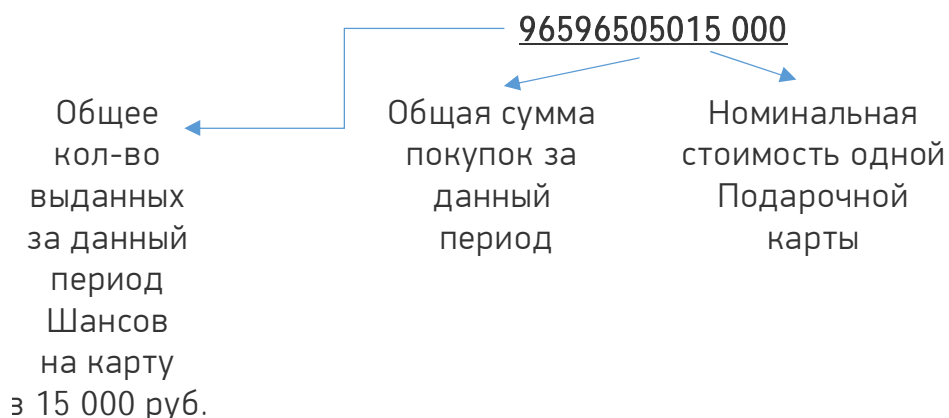 96596505015 000
Общее
кол-во
выданных
за данный
период
Шансов
на карту
в 15 000 руб.
Общая сумма
покупок за
данный
период
Номинальная
стоимость одной
Подарочной
карты